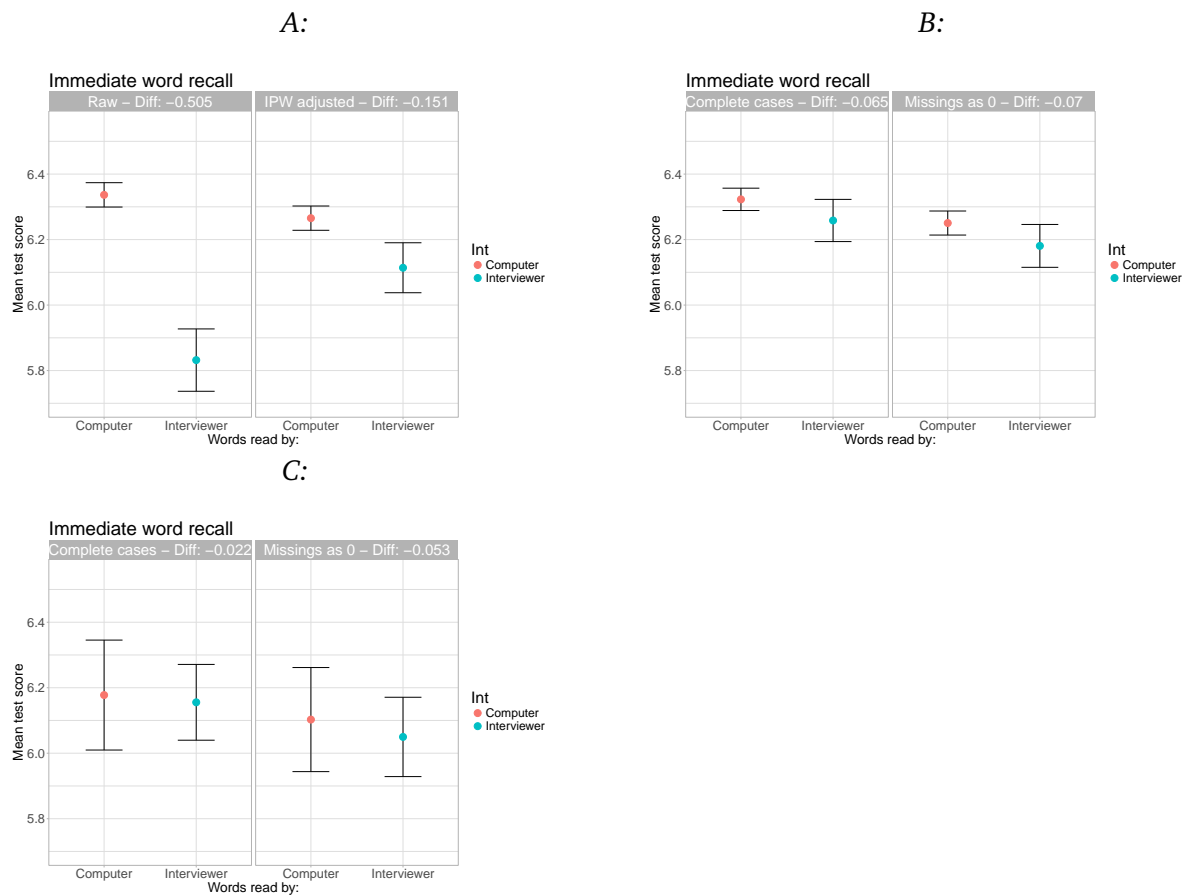 A:
Immediate word recall
Raw – Diff: −0.505 IPW adjusted – Diff: −0.151
6.4
6.2
6.0
5.8
Mean test score
Computer Interviewer Computer Interviewer
Words read by:
Int
Computer
Interviewer
B:
Immediate word recall
Complete cases – Diff: −0.065 Missings as 0 – Diff: −0.07
6.4
6.2
6.0
5.8
Mean test score
Computer Interviewer Computer Interviewer
Words read by:
Int
Computer
Interviewer
C:
Immediate word recall
Complete cases – Diff: −0.022 Missings as 0 – Diff: −0.053
6.4
6.2
6.0
5.8
Mean test score
Computer Interviewer Computer Interviewer
Words read by:
Int
Computer
Interviewer